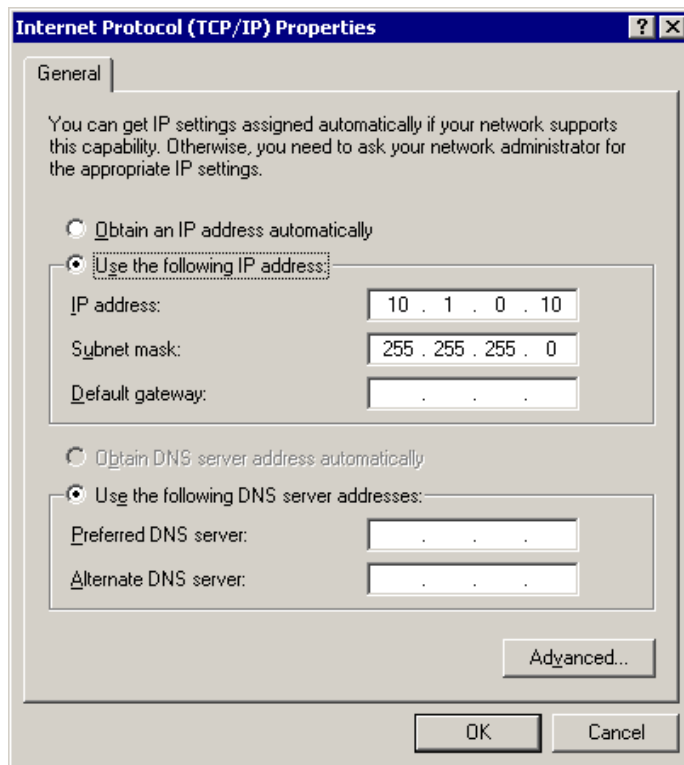 Internet Protocol (TCP/IP) Properties
General
You can get IP settings assigned automatically if your network supports
this capability. Otherwise, you need to ask your network administrator for
the appropriate IP settings.
Obtain an IP address automatically
Use the following IP address:
IP address: 10 . 1 . 0 . 10
Subnet mask: 255 . 255 . 255 . 0
Default gateway: . . .
Obtain DNS server address automatically
Use the following DNS server addresses:
Preferred DNS server: . . .
Alternate DNS server: . . .
Advanced...
OK Cancel